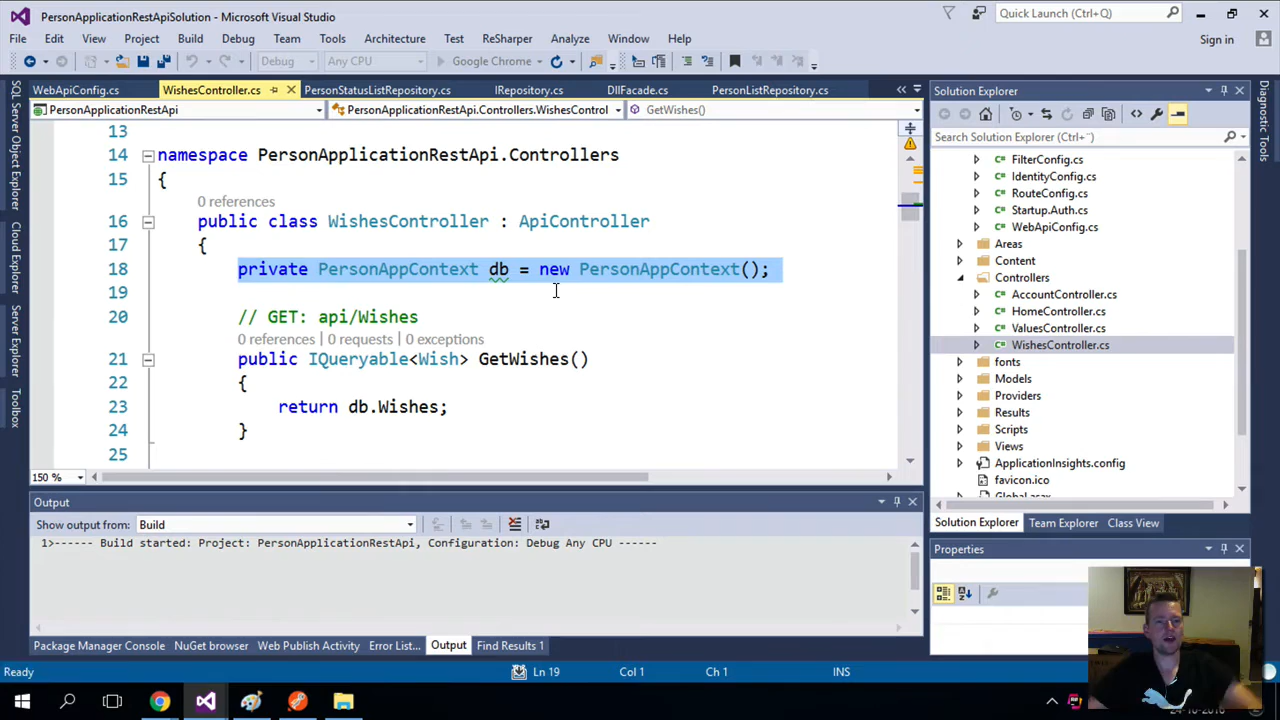 PersonApplicationRestApiSolution - Microsoft Visual Studio
Quick Launch (Ctrl+Q)
File Edit View Project Build Debug Team Tools Architecture Test ReSharper Analyze Window Help
Sign in
Debug Any CPU Google Chrome
WebApiConfig.cs WishesController.cs PersonStatusListRepository.cs IRepository.cs DllFacade.cs PersonListRepository.cs
PersonApplicationRestApi PersonApplicationRestApi.Controllers.WishesControl GetWishes()
SQL Server Object Explorer
Cloud Explorer
Server Explorer
Toolbox
13
14 namespace PersonApplicationRestApi.Controllers
15 {
0 references
16 public class WishesController : ApiController
17 {
18 private PersonAppContext db = new PersonAppContext();
19
20 // GET: api/Wishes
0 references | 0 requests | 0 exceptions
21 public IQueryable<Wish> GetWishes()
22 {
23 return db.Wishes;
24 }
25
150 %
Output
Show output from: Build
1>------ Build started: Project: PersonApplicationRestApi, Configuration: Debug Any CPU ------
Package Manager Console NuGet browser Web Publish Activity Error List... Output Find Results 1
Solution Explorer
Search Solution Explorer (Ctrl+¨)
FilterConfig.cs
IdentityConfig.cs
RouteConfig.cs
Startup.Auth.cs
WebApiConfig.cs
Areas
Content
Controllers
AccountController.cs
HomeController.cs
ValuesController.cs
WishesController.cs
fonts
Models
Providers
Results
Scripts
Views
ApplicationInsights.config
favicon.ico
Global.asax
Solution Explorer Team Explorer Class View
Properties
Diagnostic Tools
Ready Ln 19 Col 1 Ch 1 INS